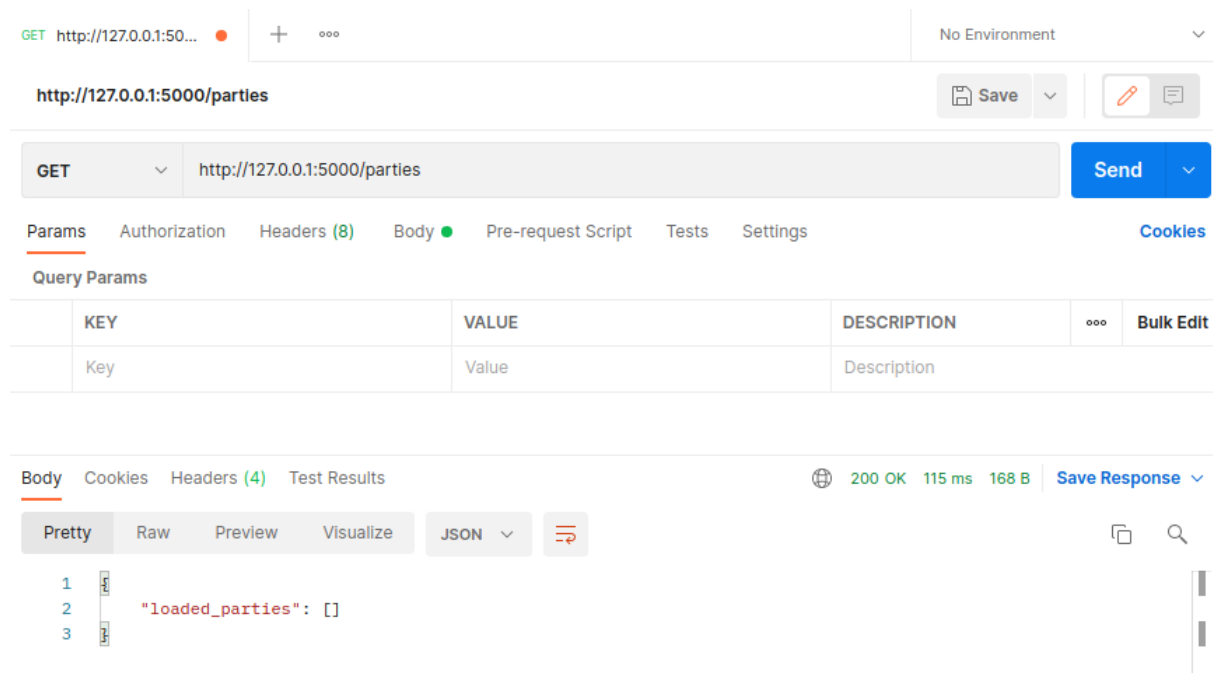 GET http://127.0.0.1:50... No Environment
http://127.0.0.1:5000/parties Save
GET http://127.0.0.1:5000/parties Send
Params Authorization Headers (8) Body Pre-request Script Tests Settings Cookies
Query Params
KEY VALUE DESCRIPTION Bulk Edit
Key Value Description
Body Cookies Headers (4) Test Results 200 OK 115 ms 168 B Save Response
Pretty Raw Preview Visualize JSON
1 {
2 "loaded_parties": []
3 }